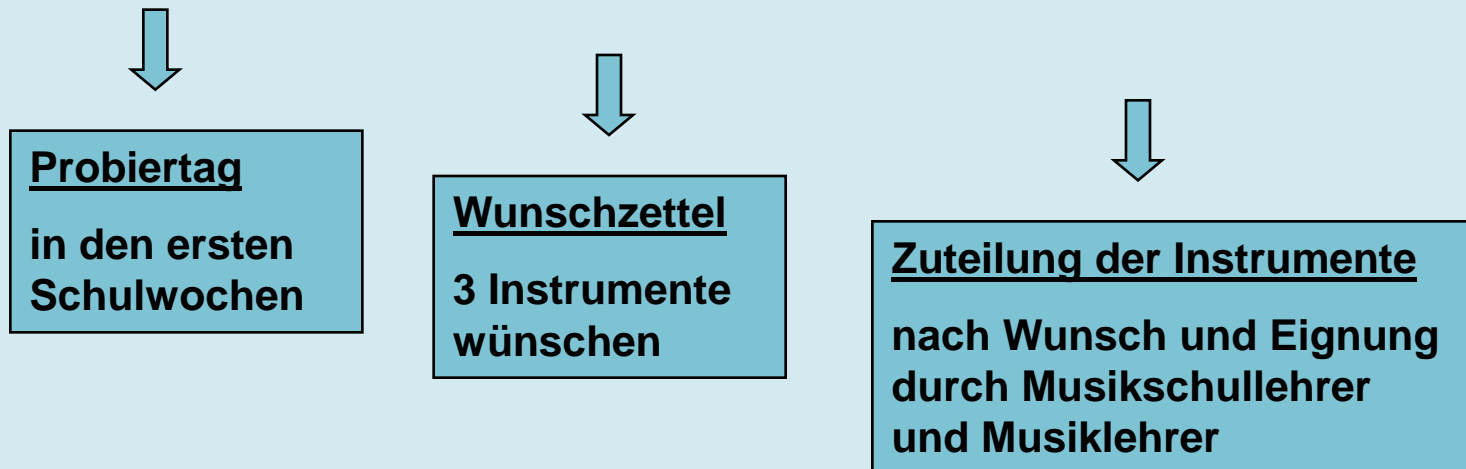 Probiertag
in den ersten
Schulwochen
Wunschzettel
3 Instrumente
wünschen
Zuteilung der Instrumente
nach Wunsch und Eignung
durch Musikschullehrer
und Musiklehrer